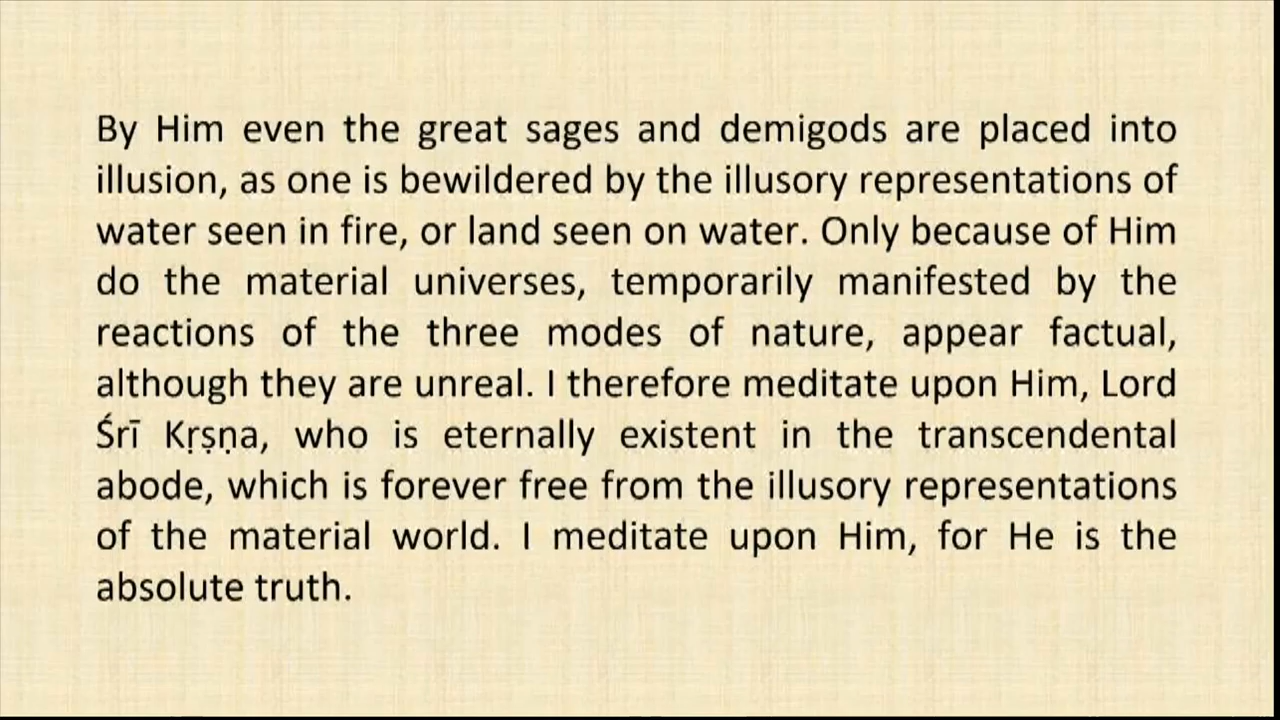 By Him even the great sages and demigods are placed into
illusion, as one is bewildered by the illusory representations of
water seen in fire, or land seen on water. Only because of Him
do the material universes, temporarily manifested by the
reactions of the three modes of nature, appear factual,
although they are unreal. I therefore meditate upon Him, Lord
Śrī Kṛṣṇa, who is eternally existent in the transcendental
abode, which is forever free from the illusory representations
of the material world. I meditate upon Him, for He is the
absolute truth.